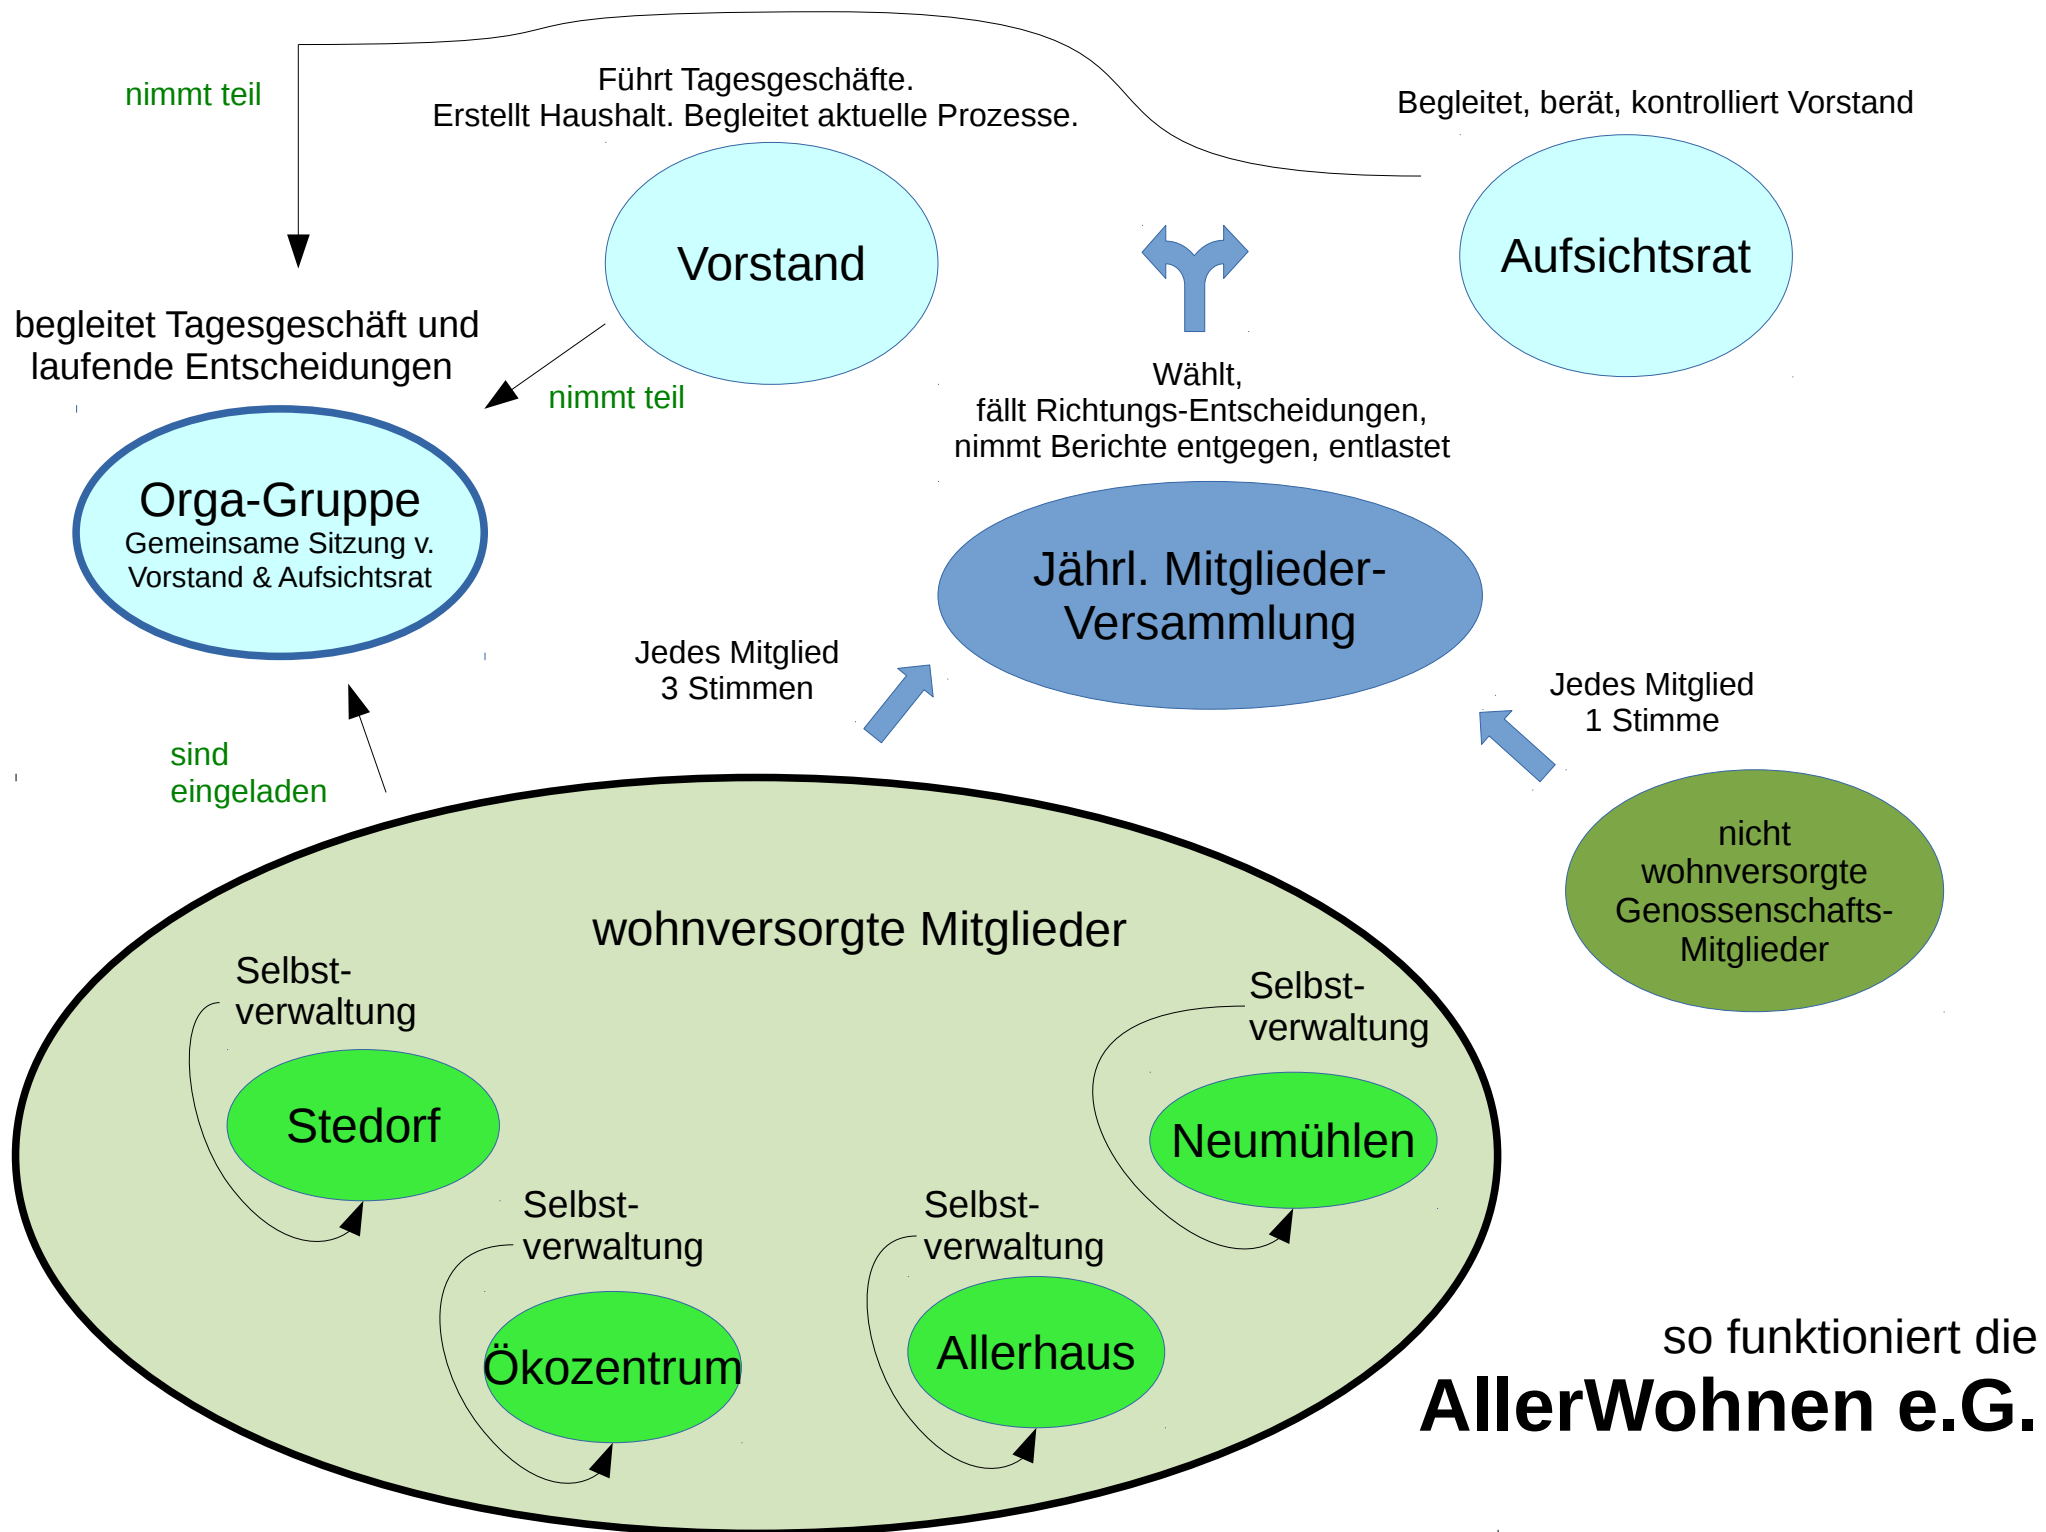 nimmt teil
Führt Tagesgeschäfte.
Erstellt Haushalt. Begleitet aktuelle Prozesse.
Begleitet, berät, kontrolliert Vorstand
Vorstand
Aufsichtsrat
begleitet Tagesgeschäft und
laufende Entscheidungen
nimmt teil
Wählt,
fällt Richtungs-Entscheidungen,
nimmt Berichte entgegen, entlastet
Orga-Gruppe
Gemeinsame Sitzung v.
Vorstand & Aufsichtsrat
Jährl. Mitglieder-
Versammlung
Jedes Mitglied
3 Stimmen
Jedes Mitglied
1 Stimme
sind
eingeladen
nicht
wohnversorgte
Genossenschafts-
Mitglieder
wohnversorgte Mitglieder
Selbst-
verwaltung
Stedorf
Selbst-
verwaltung
Neumühlen
Selbst-
verwaltung
Ökozentrum
Selbst-
verwaltung
Allerhaus
so funktioniert die
AllerWohnen e.G.